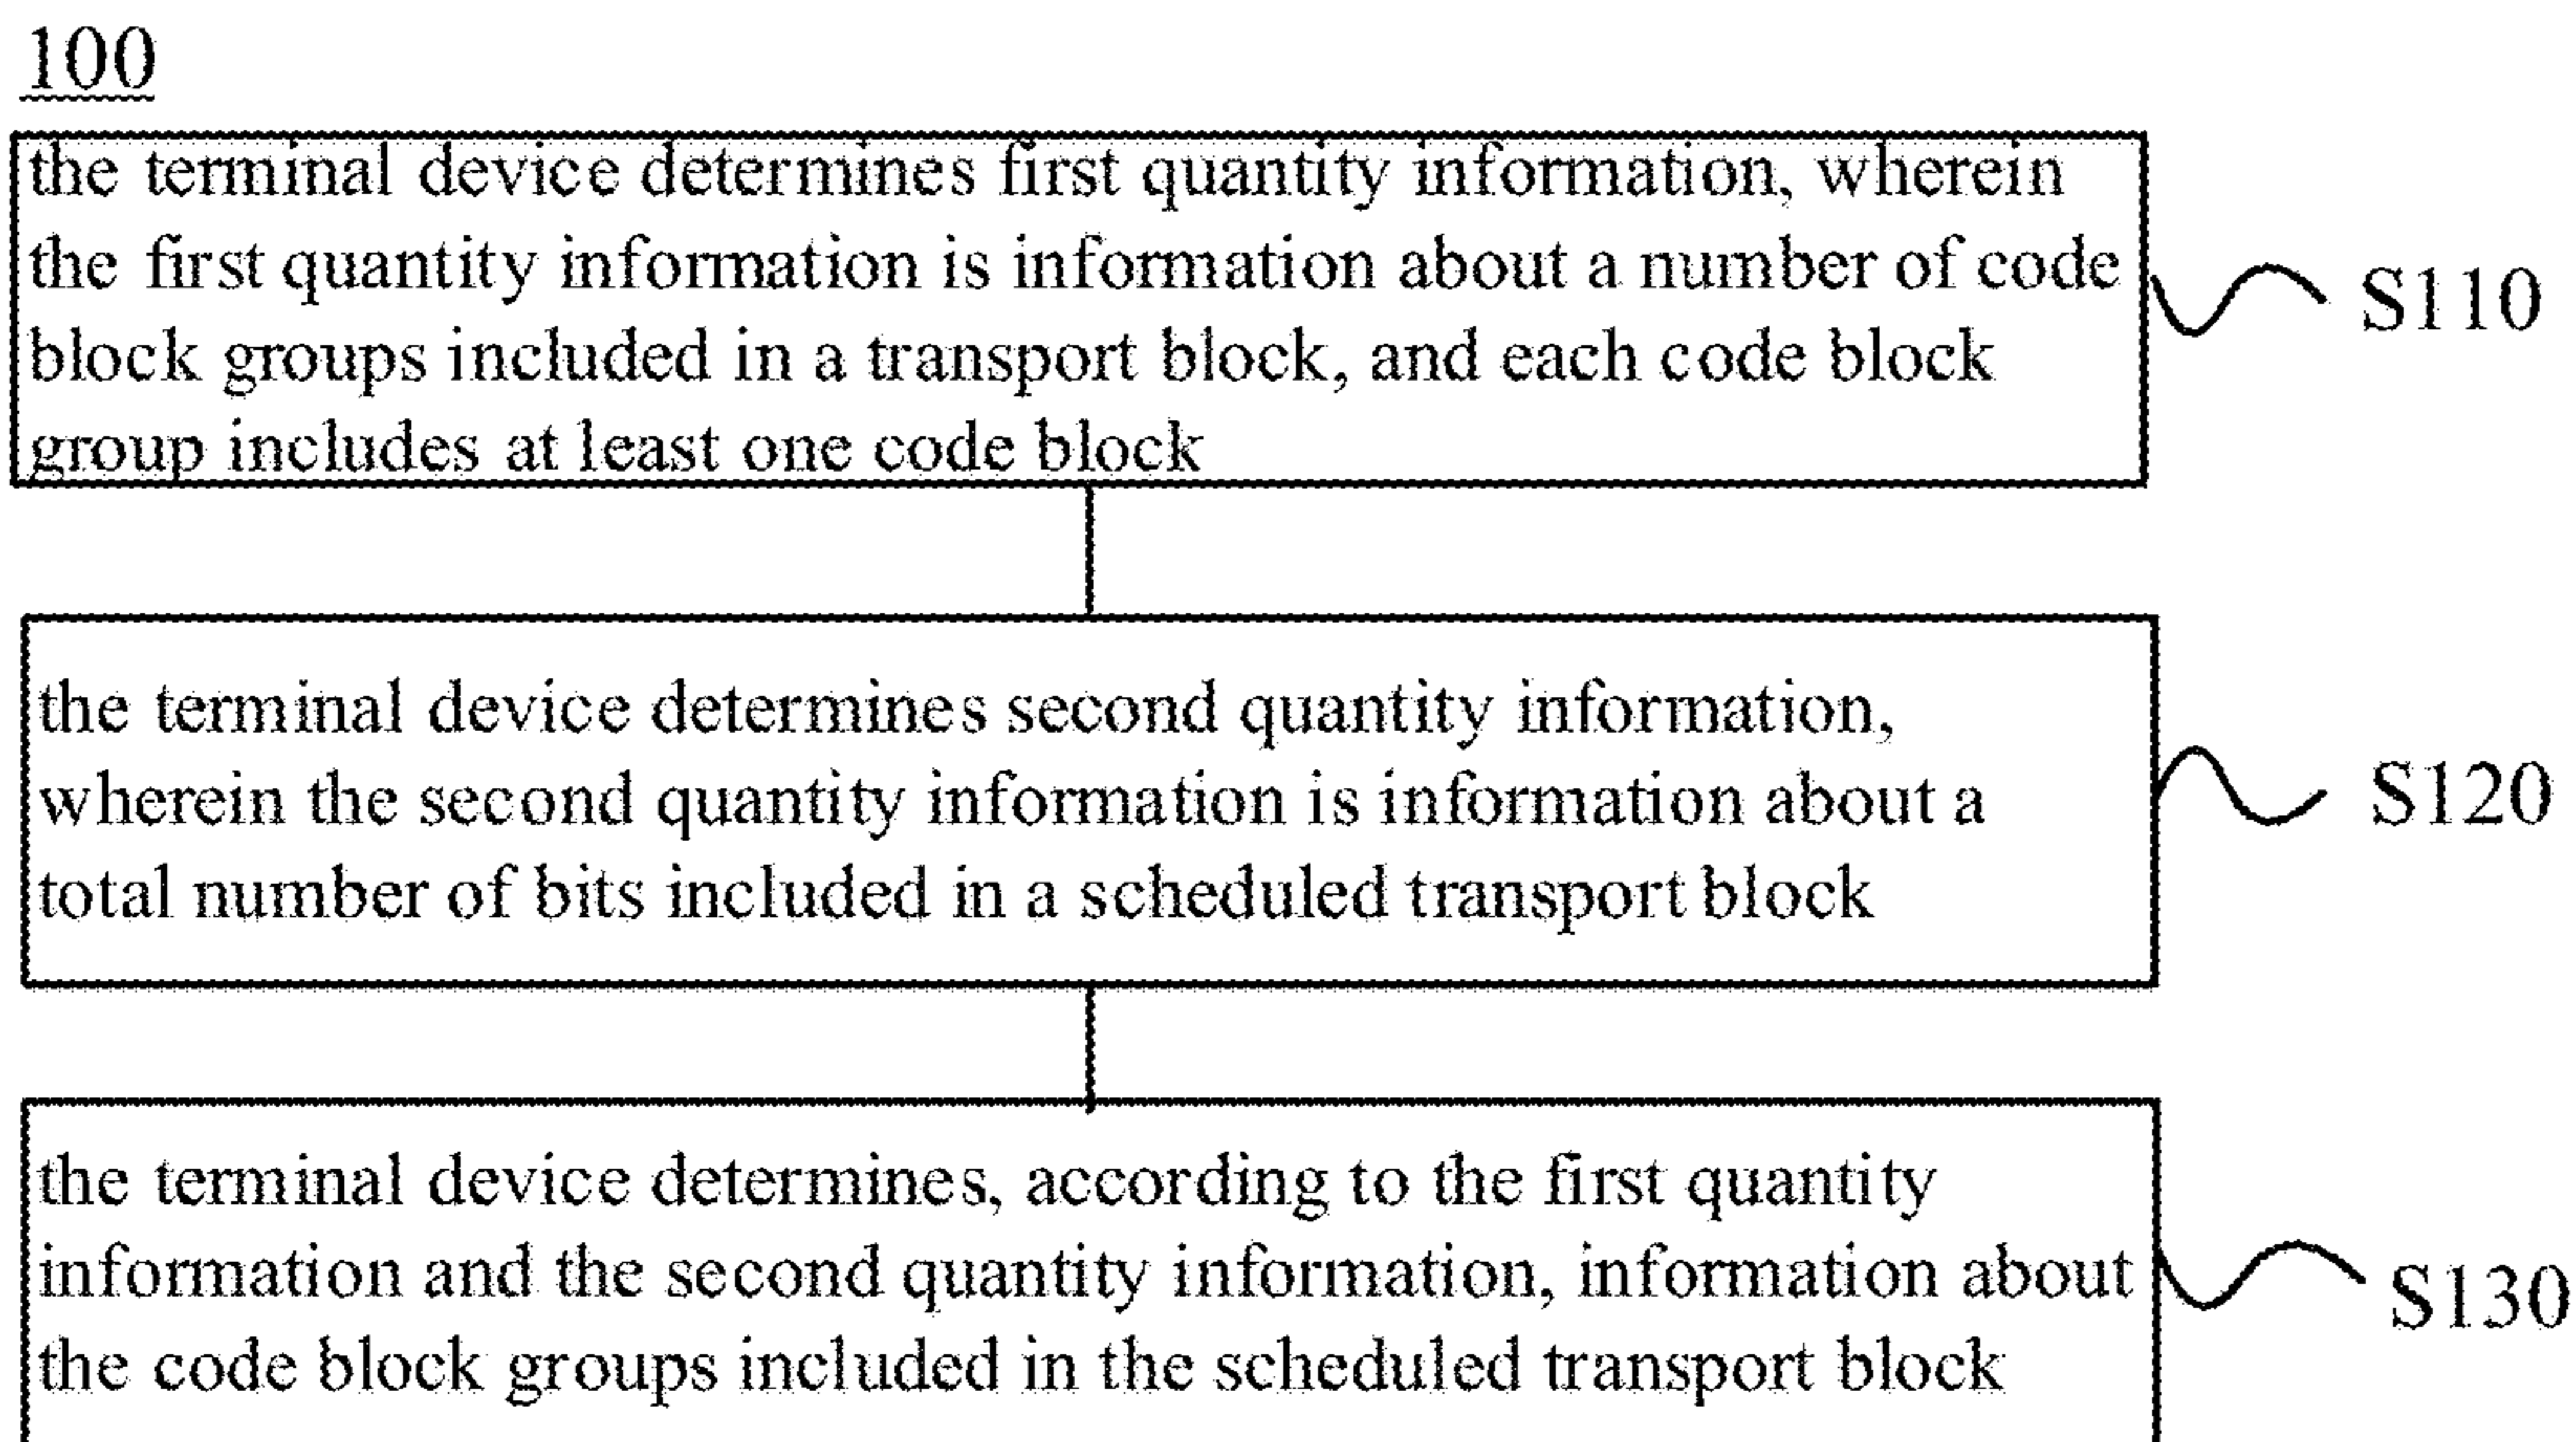 100
the terminal device determines first quantity information, wherein
the first quantity information is information about a number of code
block groups included in a transport block, and each code block
group includes at least one code block
S110
the terminal device determines second quantity information,
wherein the second quantity information is information about a
total number of bits included in a scheduled transport block
S120
the terminal device determines, according to the first quantity
information and the second quantity information, information about
the code block groups included in the scheduled transport block
S130